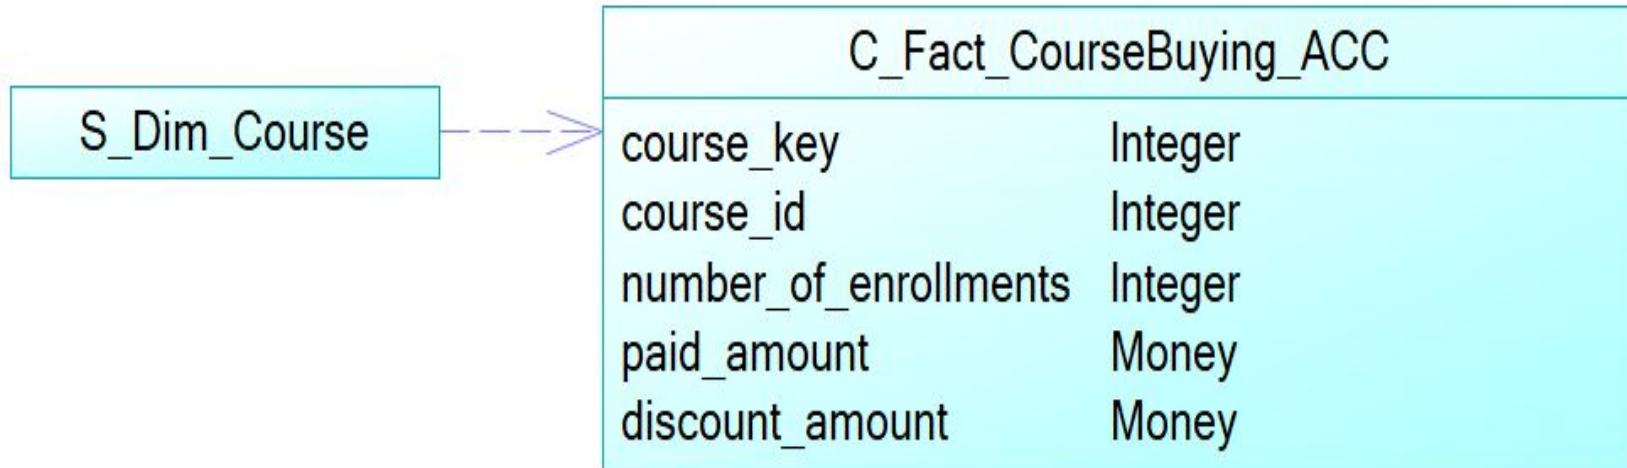 C_Fact_CourseBuying_ACC
S_Dim_Course
course_key Integer
course_id Integer
number_of_enrollments Integer
paid_amount Money
discount_amount Money